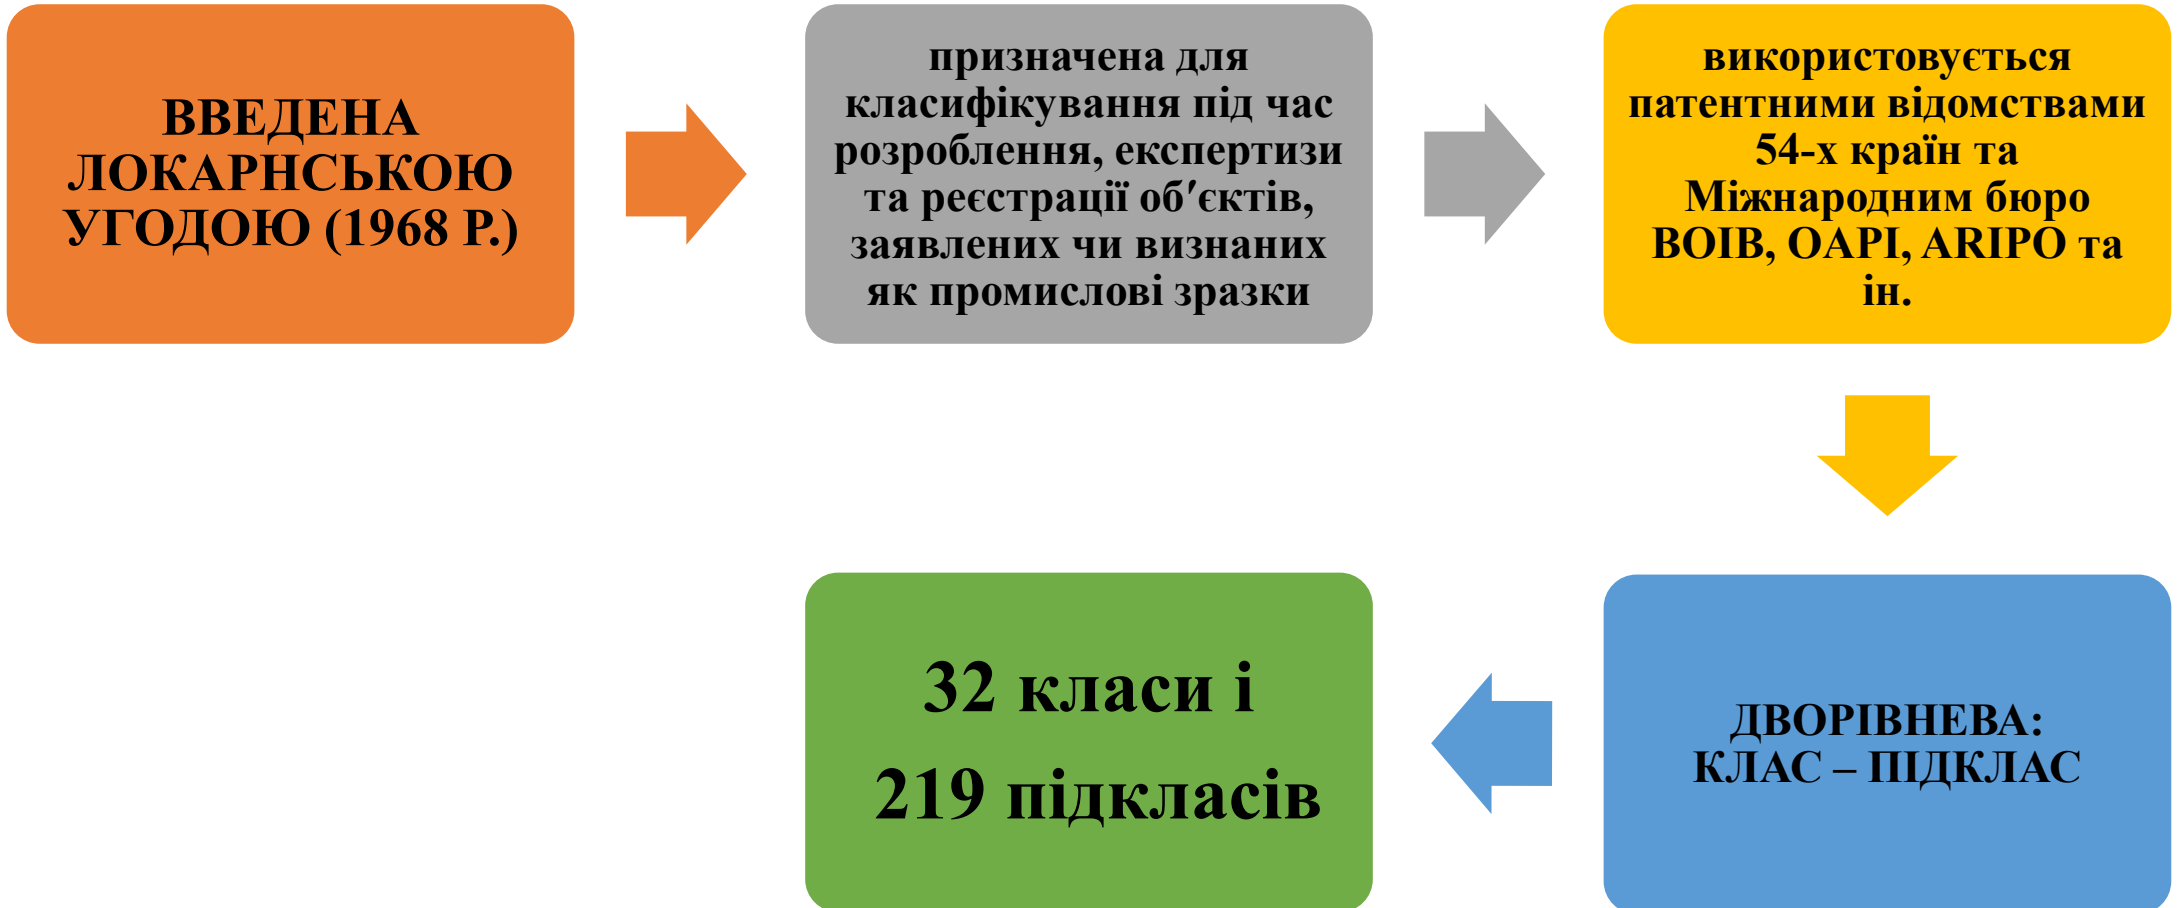 ВВЕДЕНА
ЛОКАРНСЬКОЮ
УГОДОЮ (1968 Р.)
призначена для
класифікування під час
розроблення, експертизи
та реєстрації об′єктів,
заявлених чи визнаних
як промислові зразки
використовується
патентними відомствами
54-х країн та
Міжнародним бюро
ВОІВ, ОАРІ, ARIPO та
ін.
ДВОРІВНЕВА:
КЛАС – ПІДКЛАС
32 класи і
219 підкласів